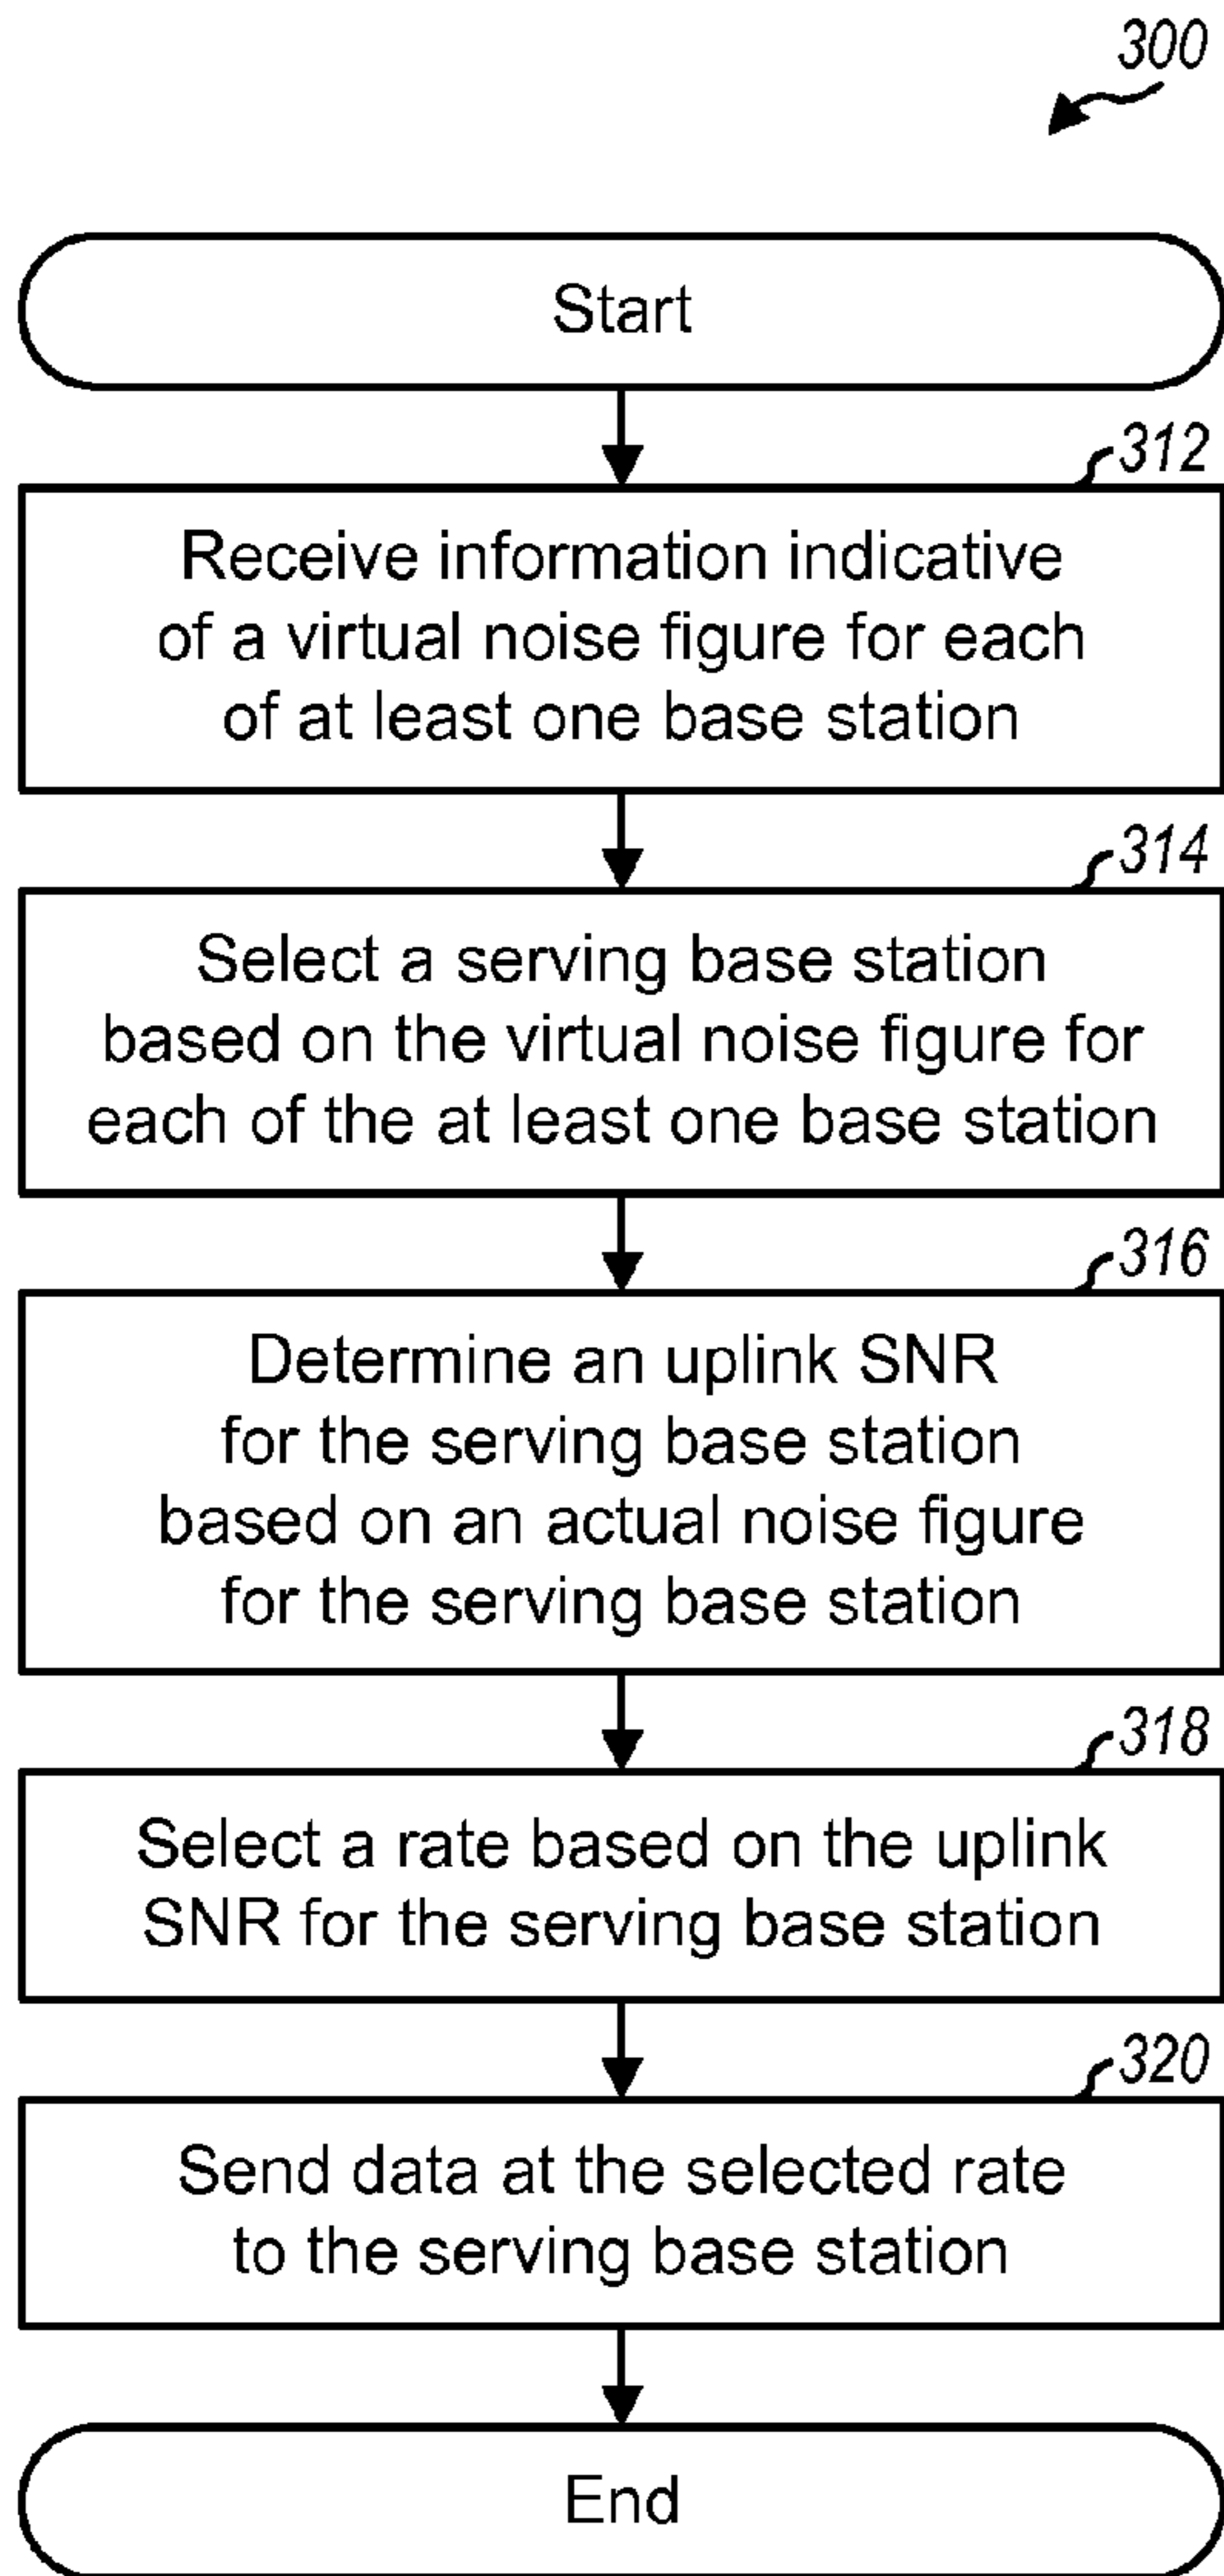 300
Start
312
Receive information indicative
of a virtual noise figure for each
of at least one base station
314
Select a serving base station
based on the virtual noise figure for
each of the at least one base station
316
Determine an uplink SNR
for the serving base station
based on an actual noise figure
for the serving base station
318
Select a rate based on the uplink
SNR for the serving base station
320
Send data at the selected rate
to the serving base station
End